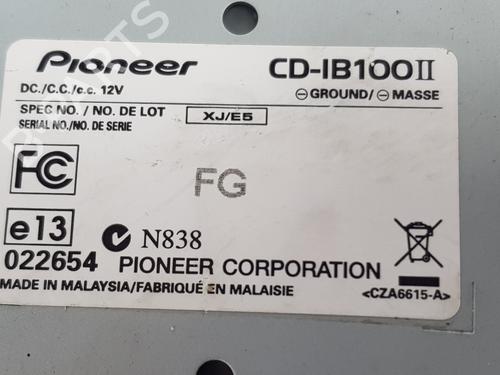 Pioneer CD-IB100II
DC./C.C./c.c. 12V ⊖GROUND/⊖MASSE
SPEC NO./NO. DE LOT XJ/E5
SERIAL NO./NO. DE SERIE
FC
FG
e13 N838
022654 PIONEER CORPORATION
MADE IN MALAYSIA/FABRIQUÉ EN MALAISIE <CZA6615-A>